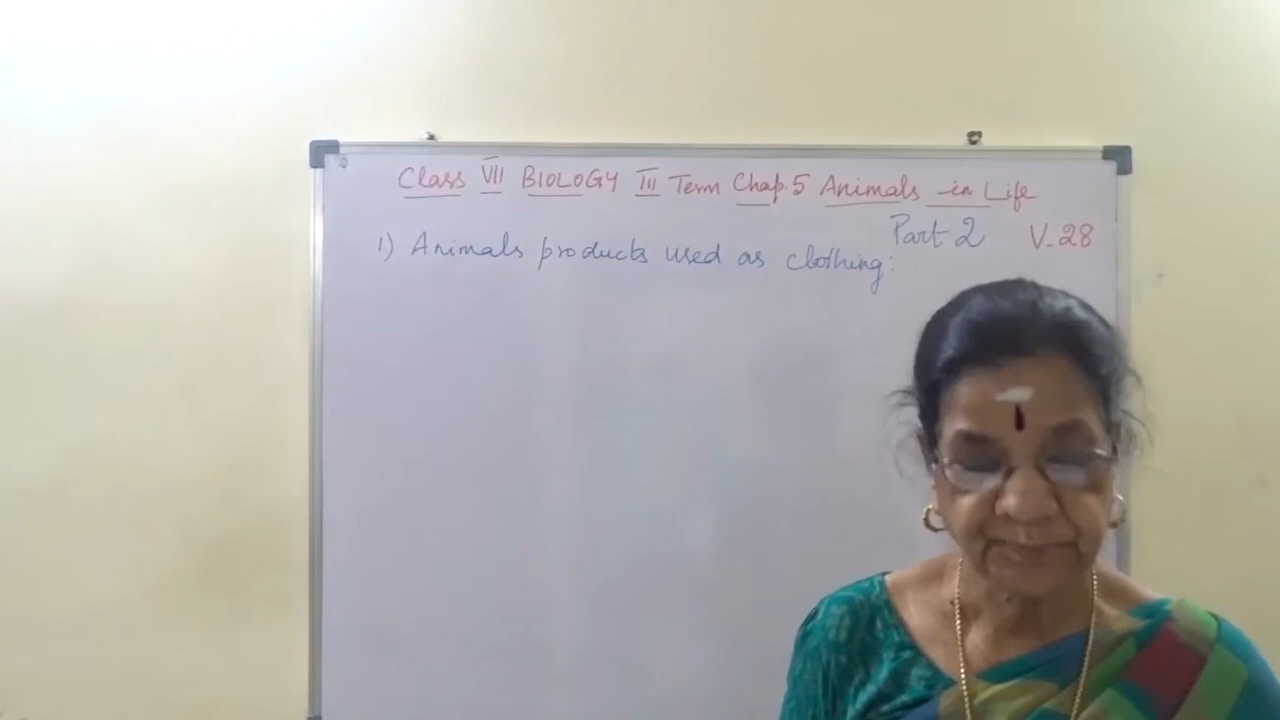 Class VII BIOLOGY III Term Chap.5 Animals in Life
Part 2 V-28
1) Animals products used as clothing: